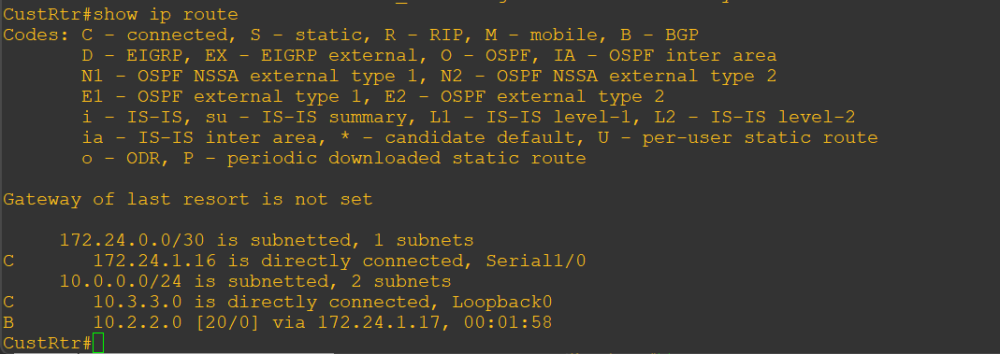 CustRtr#show ip route
Codes: C - connected, S - static, R - RIP, M - mobile, B - BGP
       D - EIGRP, EX - EIGRP external, O - OSPF, IA - OSPF inter area
       N1 - OSPF NSSA external type 1, N2 - OSPF NSSA external type 2
       E1 - OSPF external type 1, E2 - OSPF external type 2
       i - IS-IS, su - IS-IS summary, L1 - IS-IS level-1, L2 - IS-IS level-2
       ia - IS-IS inter area, * - candidate default, U - per-user static route
       o - ODR, P - periodic downloaded static route
Gateway of last resort is not set
     172.24.0.0/30 is subnetted, 1 subnets
C       172.24.1.16 is directly connected, Serial1/0
     10.0.0.0/24 is subnetted, 2 subnets
C       10.3.3.0 is directly connected, Loopback0
B       10.2.2.0 [20/0] via 172.24.1.17, 00:01:58
CustRtr#